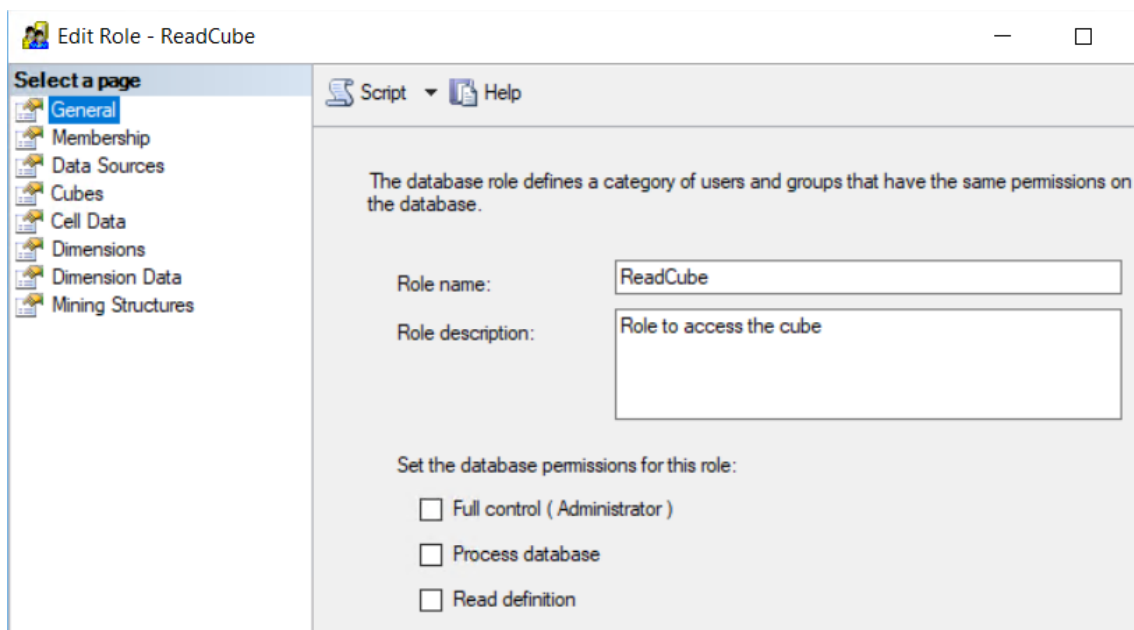 Edit Role - ReadCube
Select a page
General
Membership
Data Sources
Cubes
Cell Data
Dimensions
Dimension Data
Mining Structures
Script
Help
The database role defines a category of users and groups that have the same permissions on
the database.
Role name:
ReadCube
Role description:
Role to access the cube
Set the database permissions for this role:
Full control ( Administrator )
Process database
Read definition